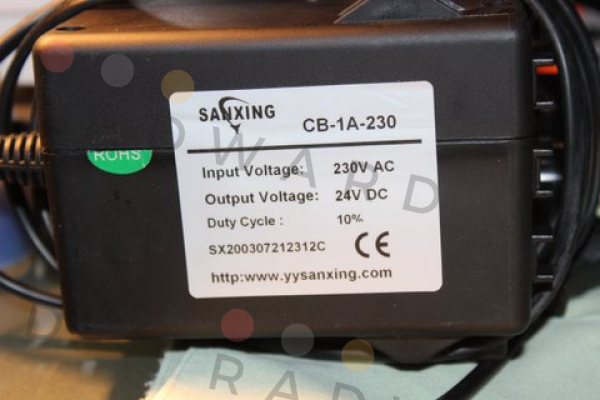 SANXING
CB-1A-230
ROHS
Input Voltage: 230V AC
Output Voltage: 24V DC
Duty Cycle : 10%
SX200307212312C CE
http:www.yysanxing.com